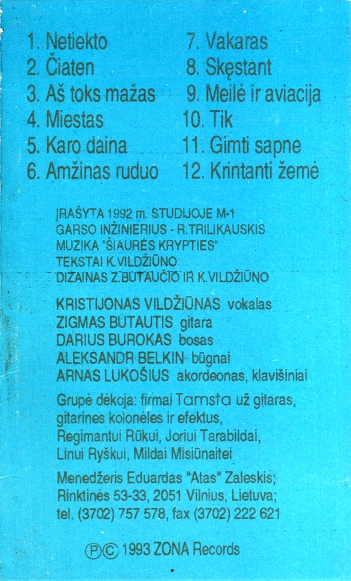 1. Netiekto
2. Čiaten
3. Aš toks mažas
4. Miestas
5. Karo daina
6. Amžinas ruduo
7. Vakaras
8. Skęstant
9. Meilė ir aviacija
10. Tik
11. Gimti sapne
12. Krintanti žemė
ĮRAŠYTA 1992 m. STUDIJOJE M-1
GARSO INŽINIERIUS - R.TRILIKAUSKIS
MUZIKA "ŠIAURĖS KRYPTIES"
TEKSTAI K.VILDŽIŪNO
DIZAINAS Z.BUTAUČIO IR K.VILDŽIŪNO
KRISTIJONAS VILDŽIŪNAS vokalas
ZIGMAS BUTAUTIS gitara
DARIUS BUROKAS bosas
ALEKSANDR BELKIN būgnai
ARNAS LUKOŠIUS akordeonas, klavišiniai
Grupė dėkoja: firmai Tamsta už gitaras,
gitarines kolonėles ir efektus,
Regimantui Rūkui, Joriui Tarabildai,
Linui Ryškui, Mildai Misiūnaitei
Menedžeris Eduardas "Atas" Zaleskis;
Rinktinės 53-33, 2051 Vilnius, Lietuva;
tel. (3702) 757 578, fax (3702) 222 621
Ⓟ© 1993 ZONA Records